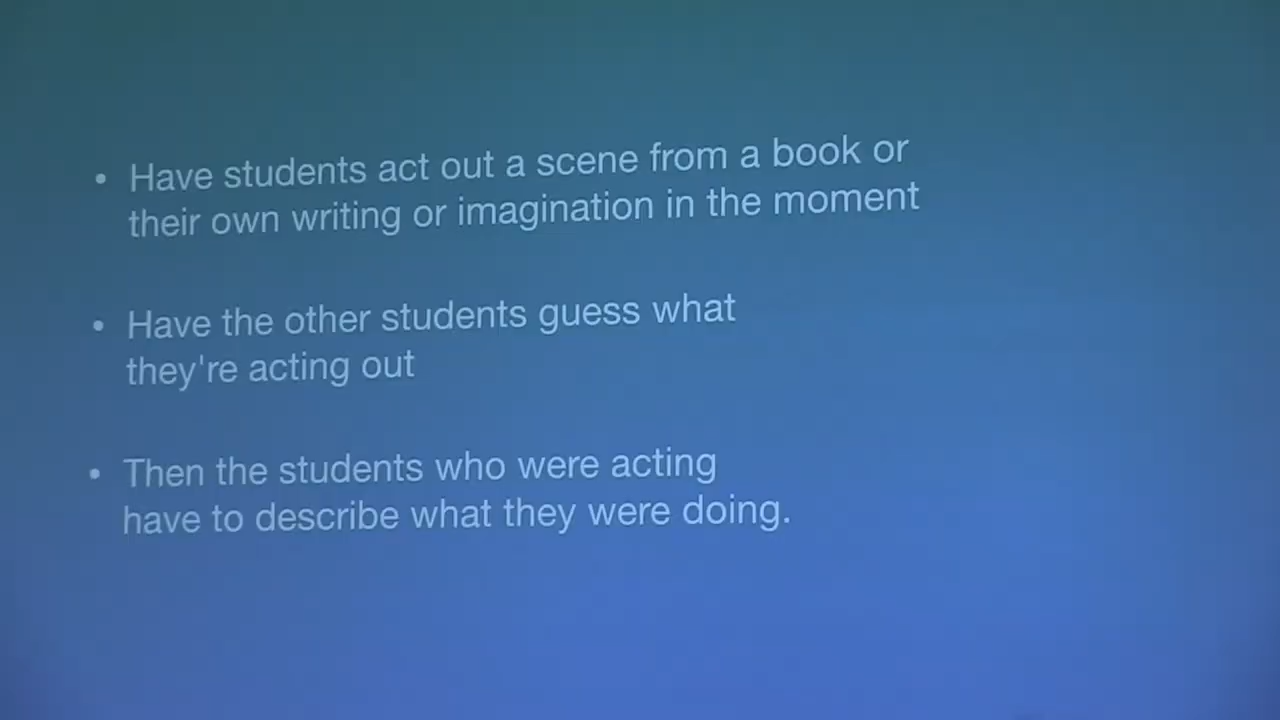 • Have students act out a scene from a book or
their own writing or imagination in the moment
• Have the other students guess what
they're acting out
• Then the students who were acting
have to describe what they were doing.